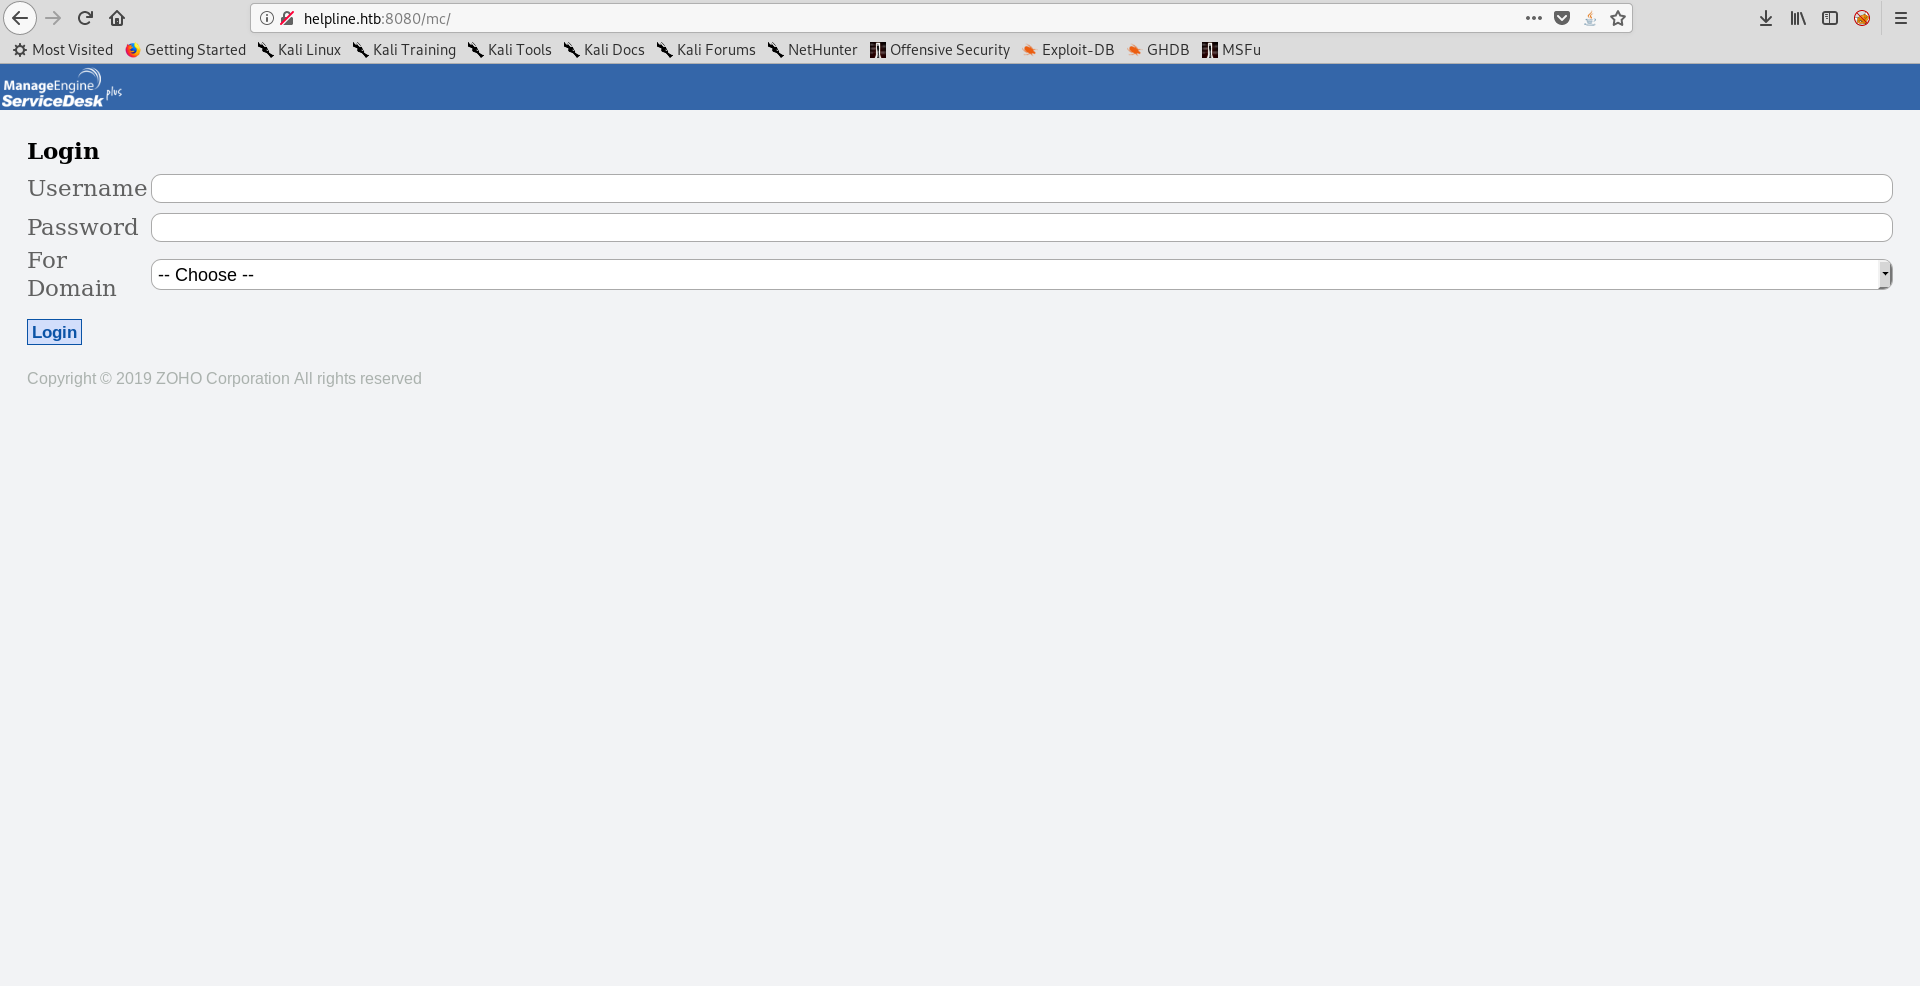 helpline.htb:8080/mc/
Most Visited Getting Started Kali Linux Kali Training Kali Tools Kali Docs Kali Forums NetHunter Offensive Security Exploit-DB GHDB MSFu
ManageEngine
ServiceDesk plus
Login
Username
Password
For
Domain
-- Choose --
Login
Copyright © 2019 ZOHO Corporation All rights reserved